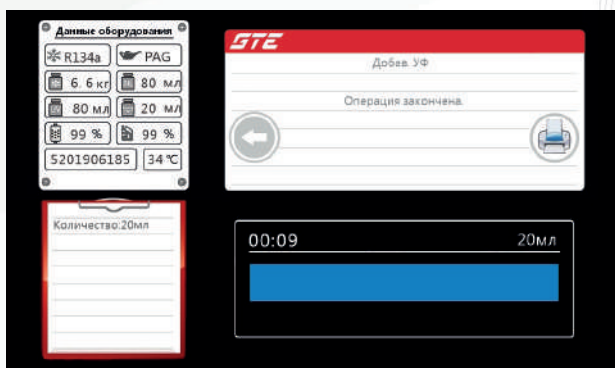 Данные оборудования
R134a PAG
6. 6 кг 80 мл
80 мл 20 мл
99 % 99 %
5201906185 34 ℃
GTE
Добав. УФ
Операция закончена.
Количество:20мл
00:09 20мл